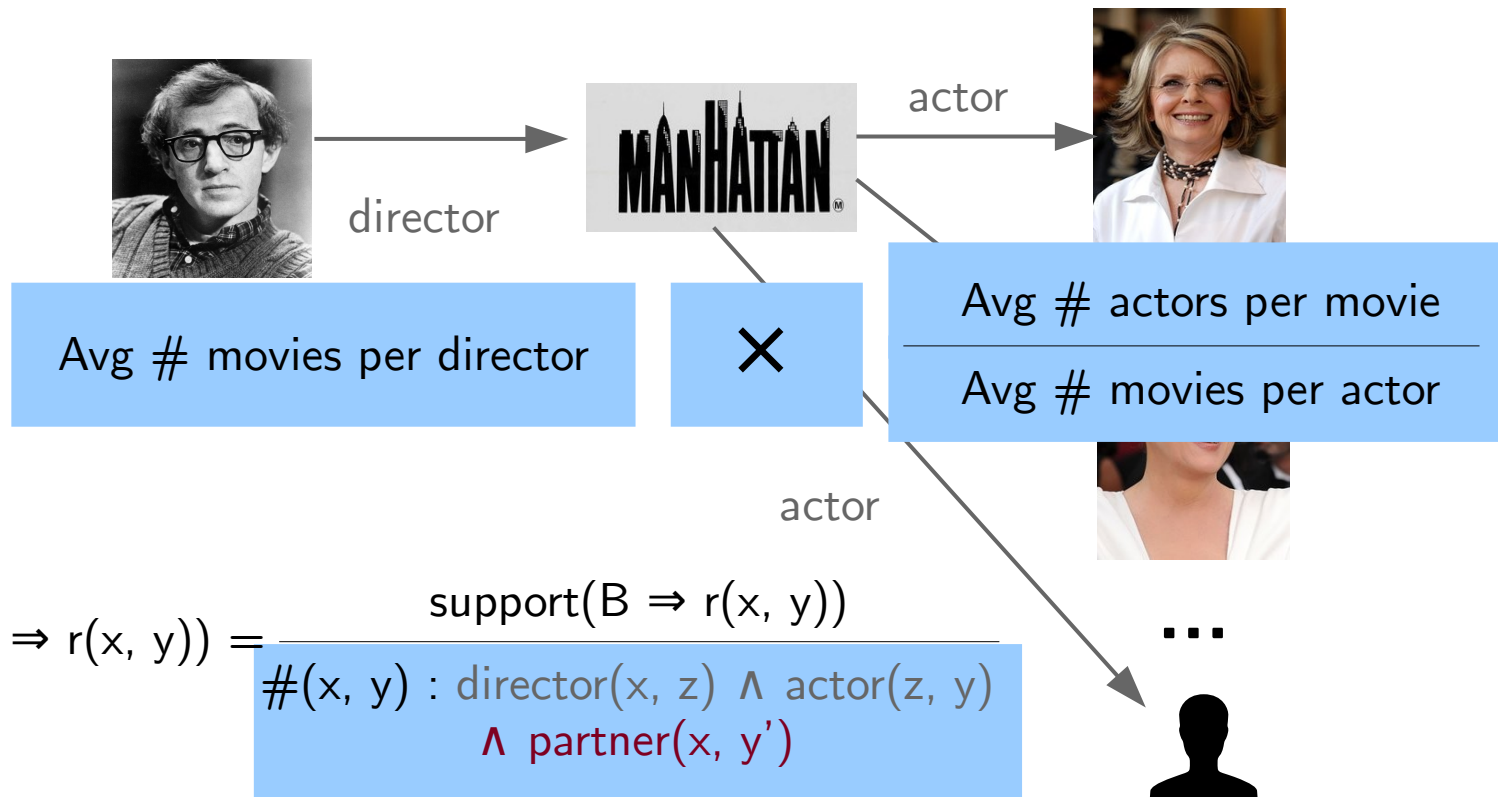 actor
MANHATTAN
director
Avg # movies per director
×
Avg # actors per movie
Avg # movies per actor
actor
⇒ r(x, y)) =
support(B ⇒ r(x, y))
#(x, y) : director(x, z) ∧ actor(z, y)
∧ partner(x, y’)
...